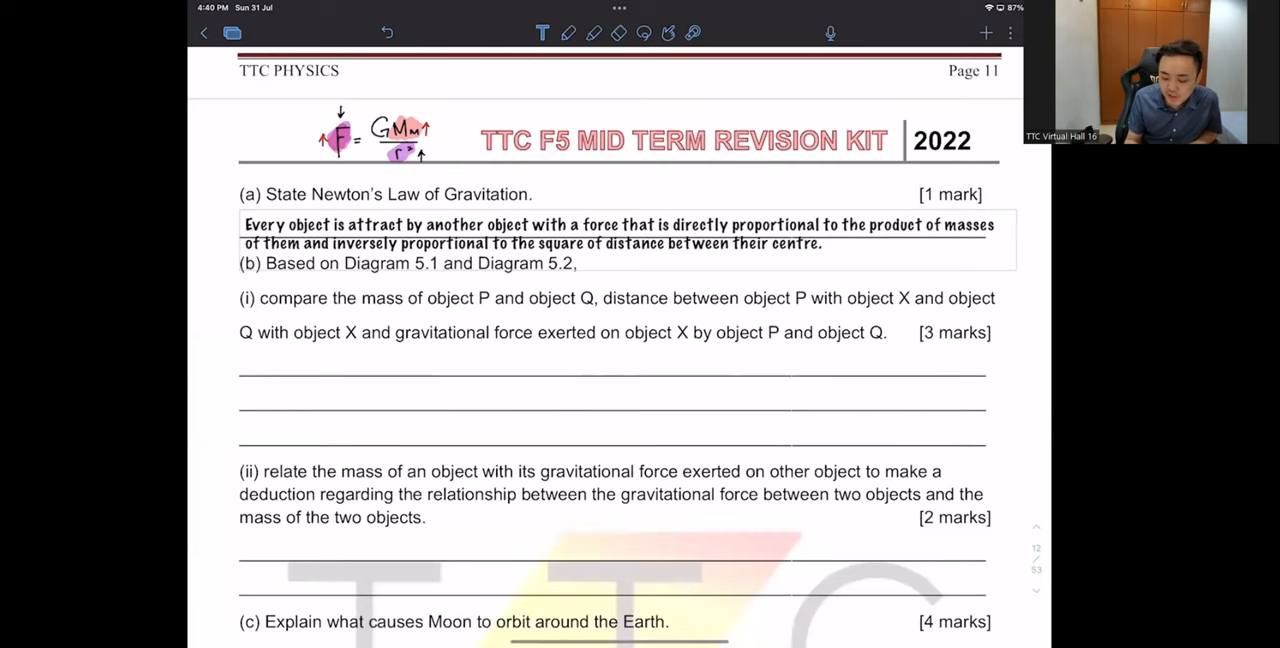 4:40 PM Sun 31 Jul
87%
TTC PHYSICS
Page 11
F = GMm
r²
TTC F5 MID TERM REVISION KIT 2022
TTC Virtual Hall 16
(a) State Newton's Law of Gravitation. [1 mark]
Every object is attract by another object with a force that is directly proportional to the product of masses
of them and inversely proportional to the square of distance between their centre.
(b) Based on Diagram 5.1 and Diagram 5.2,
(i) compare the mass of object P and object Q, distance between object P with object X and object
Q with object X and gravitational force exerted on object X by object P and object Q. [3 marks]
(ii) relate the mass of an object with its gravitational force exerted on other object to make a
deduction regarding the relationship between the gravitational force between two objects and the
mass of the two objects. [2 marks]
12
/
53
TTC
(c) Explain what causes Moon to orbit around the Earth. [4 marks]